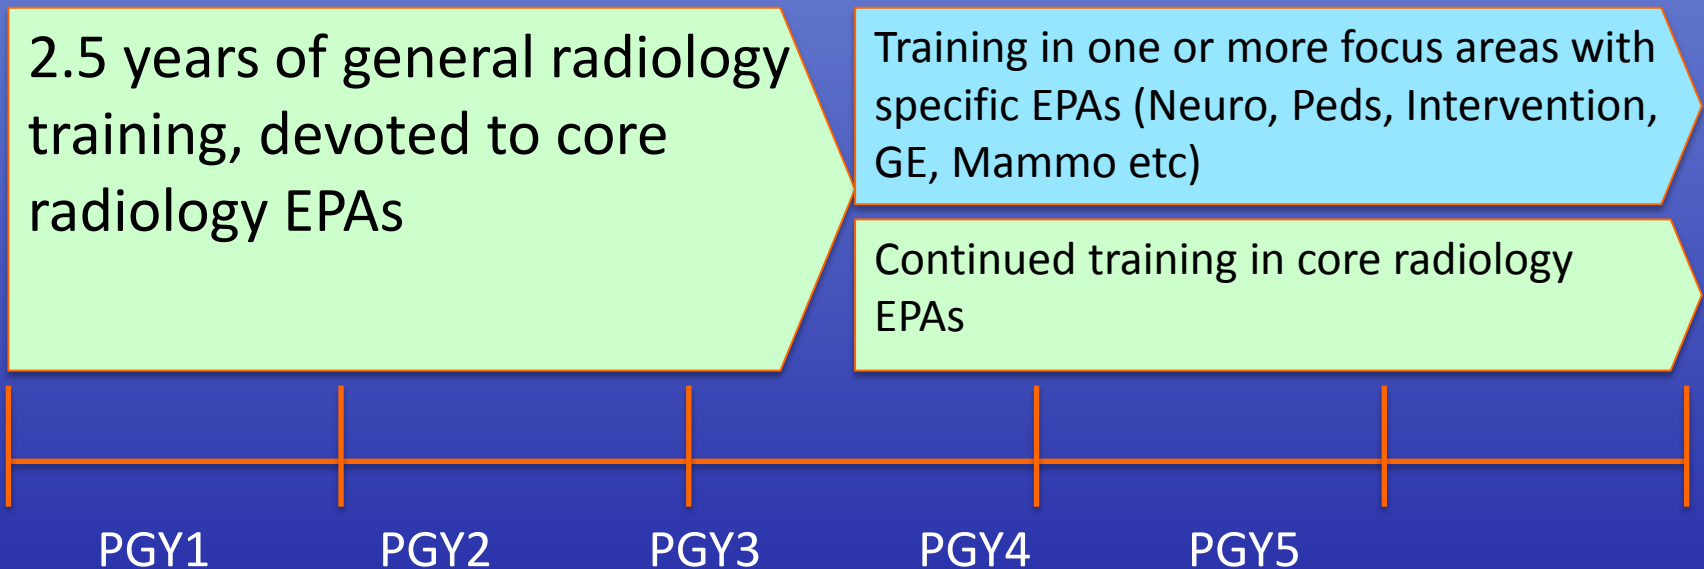 2.5 years of general radiology
training, devoted to core
radiology EPAs
Training in one or more focus areas with
specific EPAs (Neuro, Peds, Intervention,
GE, Mammo etc)
Continued training in core radiology
EPAs
PGY1 PGY2 PGY3 PGY4 PGY5